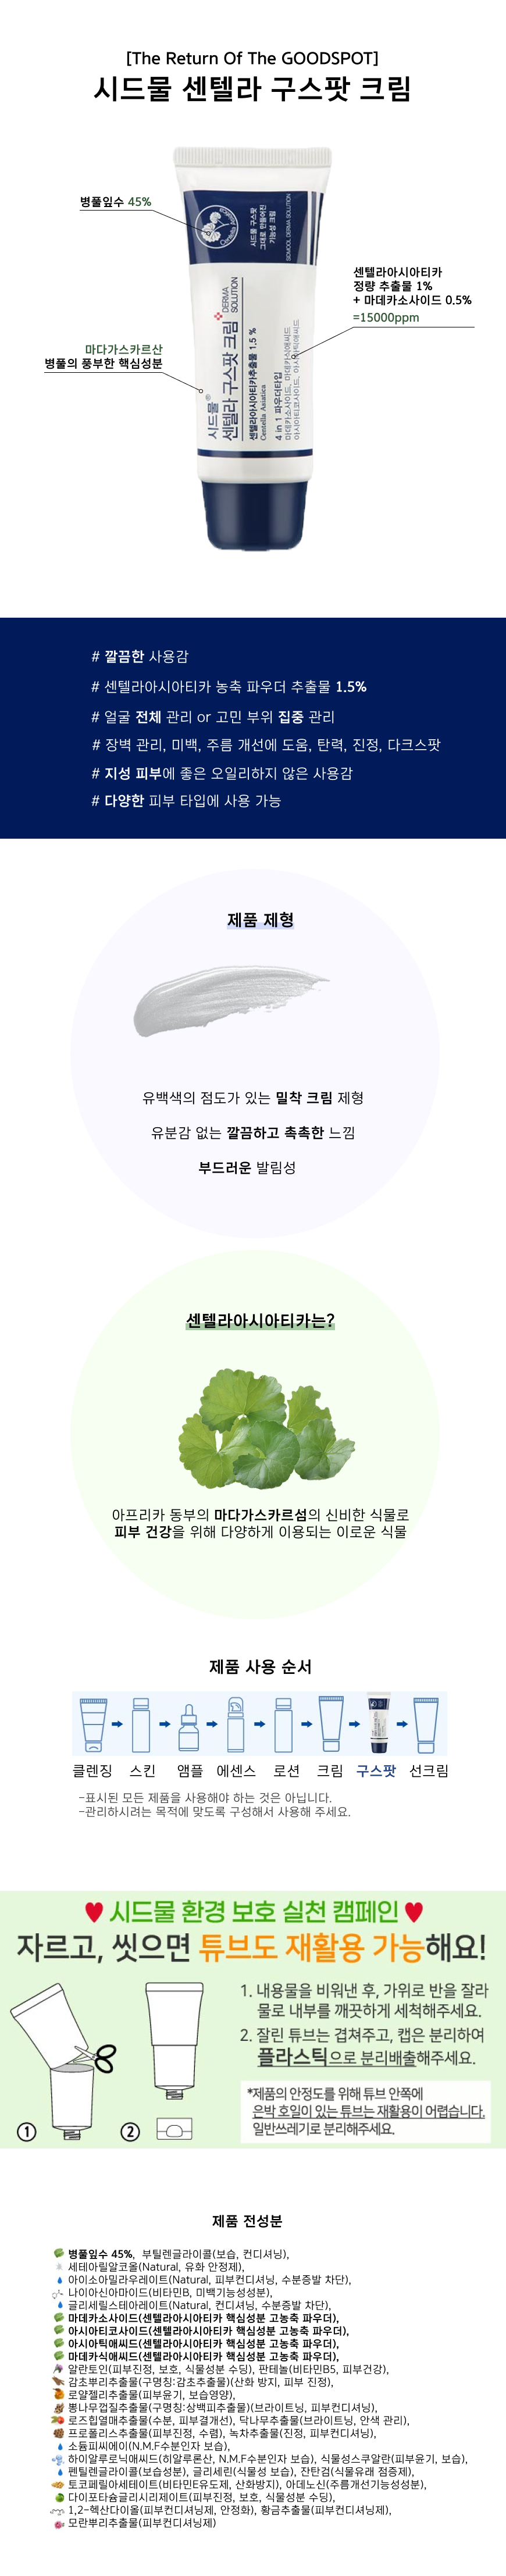 [The Return Of The GOODSPOT]
시드물 센텔라 구스팟 크림
병풀잎수 45%
센텔라아시아티카
정량 추출물 1%
+ 마데카소사이드 0.5%
=15000ppm
마다가스카르산
병풀의 풍부한 핵심성분
Centella Asiatica
시드물 구스팟
그대로 만들어진
기능성 크림
SIDMOOL DERMA SOLUTION
시드물®
센텔라 구스팟 크림
DERMA
SOLUTION
센텔라아시아티카추출물 1.5 %
Centella Asiatica
4 in 1 파우더타입
마데카소사이드, 마데카식애씨드
아시아티코사이드, 아시아틱애씨드
# 깔끔한 사용감
# 센텔라아시아티카 농축 파우더 추출물 1.5%
# 얼굴 전체 관리 or 고민 부위 집중 관리
# 장벽 관리, 미백, 주름 개선에 도움, 탄력, 진정, 다크스팟
# 지성 피부에 좋은 오일리하지 않은 사용감
# 다양한 피부 타입에 사용 가능
제품 제형
유백색의 점도가 있는 밀착 크림 제형
유분감 없는 깔끔하고 촉촉한 느낌
부드러운 발림성
센텔라아시아티카는?
아프리카 동부의 마다가스카르섬의 신비한 식물로
피부 건강을 위해 다양하게 이용되는 이로운 식물
제품 사용 순서
클렌징 스킨 앰플 에센스 로션 크림 구스팟 선크림
-표시된 모든 제품을 사용해야 하는 것은 아닙니다.
-관리하시려는 목적에 맞도록 구성해서 사용해 주세요.
♥ 시드물 환경 보호 실천 캠페인 ♥
자르고, 씻으면 튜브도 재활용 가능해요!
1. 내용물을 비워낸 후, 가위로 반을 잘라
물로 내부를 깨끗하게 세척해주세요.
2. 잘린 튜브는 겹쳐주고, 캡은 분리하여
플라스틱으로 분리배출해주세요.
*제품의 안정도를 위해 튜브 안쪽에
은박 호일이 있는 튜브는 재활용이 어렵습니다.
일반쓰레기로 분리해주세요.
1 2
제품 전성분
병풀잎수 45%, 부틸렌글라이콜(보습, 컨디셔닝),
세테아릴알코올(Natural, 유화 안정제),
아이소아밀라우레이트(Natural, 피부컨디셔닝, 수분증발 차단),
나이아신아마이드(비타민B, 미백기능성성분),
글리세릴스테아레이트(Natural, 컨디셔닝, 수분증발 차단),
마데카소사이드(센텔라아시아티카 핵심성분 고농축 파우더),
아시아티코사이드(센텔라아시아티카 핵심성분 고농축 파우더),
아시아틱애씨드(센텔라아시아티카 핵심성분 고농축 파우더),
마데카식애씨드(센텔라아시아티카 핵심성분 고농축 파우더),
알란토인(피부진정, 보호, 식물성분 수딩), 판테놀(비타민B5, 피부건강),
감초뿌리추출물(구명칭:감초추출물)(산화 방지, 피부 진정),
로얄젤리추출물(피부윤기, 보습영양),
뽕나무껍질추출물(구명칭:상백피추출물)(브라이트닝, 피부컨디셔닝),
로즈힙열매추출물(수분, 피부결개선), 닥나무추출물(브라이트닝, 안색 관리),
프로폴리스추출물(피부진정, 수렴), 녹차추출물(진정, 피부컨디셔닝),
소듐피씨에이(N.M.F수분인자 보습),
하이알루로닉애씨드(히알루론산, N.M.F수분인자 보습), 식물성스쿠알란(피부윤기, 보습),
펜틸렌글라이콜(보습성분), 글리세린(식물성 보습), 잔탄검(식물유래 점증제),
토코페릴아세테이트(비타민E유도제, 산화방지), 아데노신(주름개선기능성성분),
다이포타슘글리시리제이트(피부진정, 보호, 식물성분 수딩),
1,2-헥산다이올(피부컨디셔닝제, 안정화), 황금추출물(피부컨디셔닝제),
모란뿌리추출물(피부컨디셔닝제)